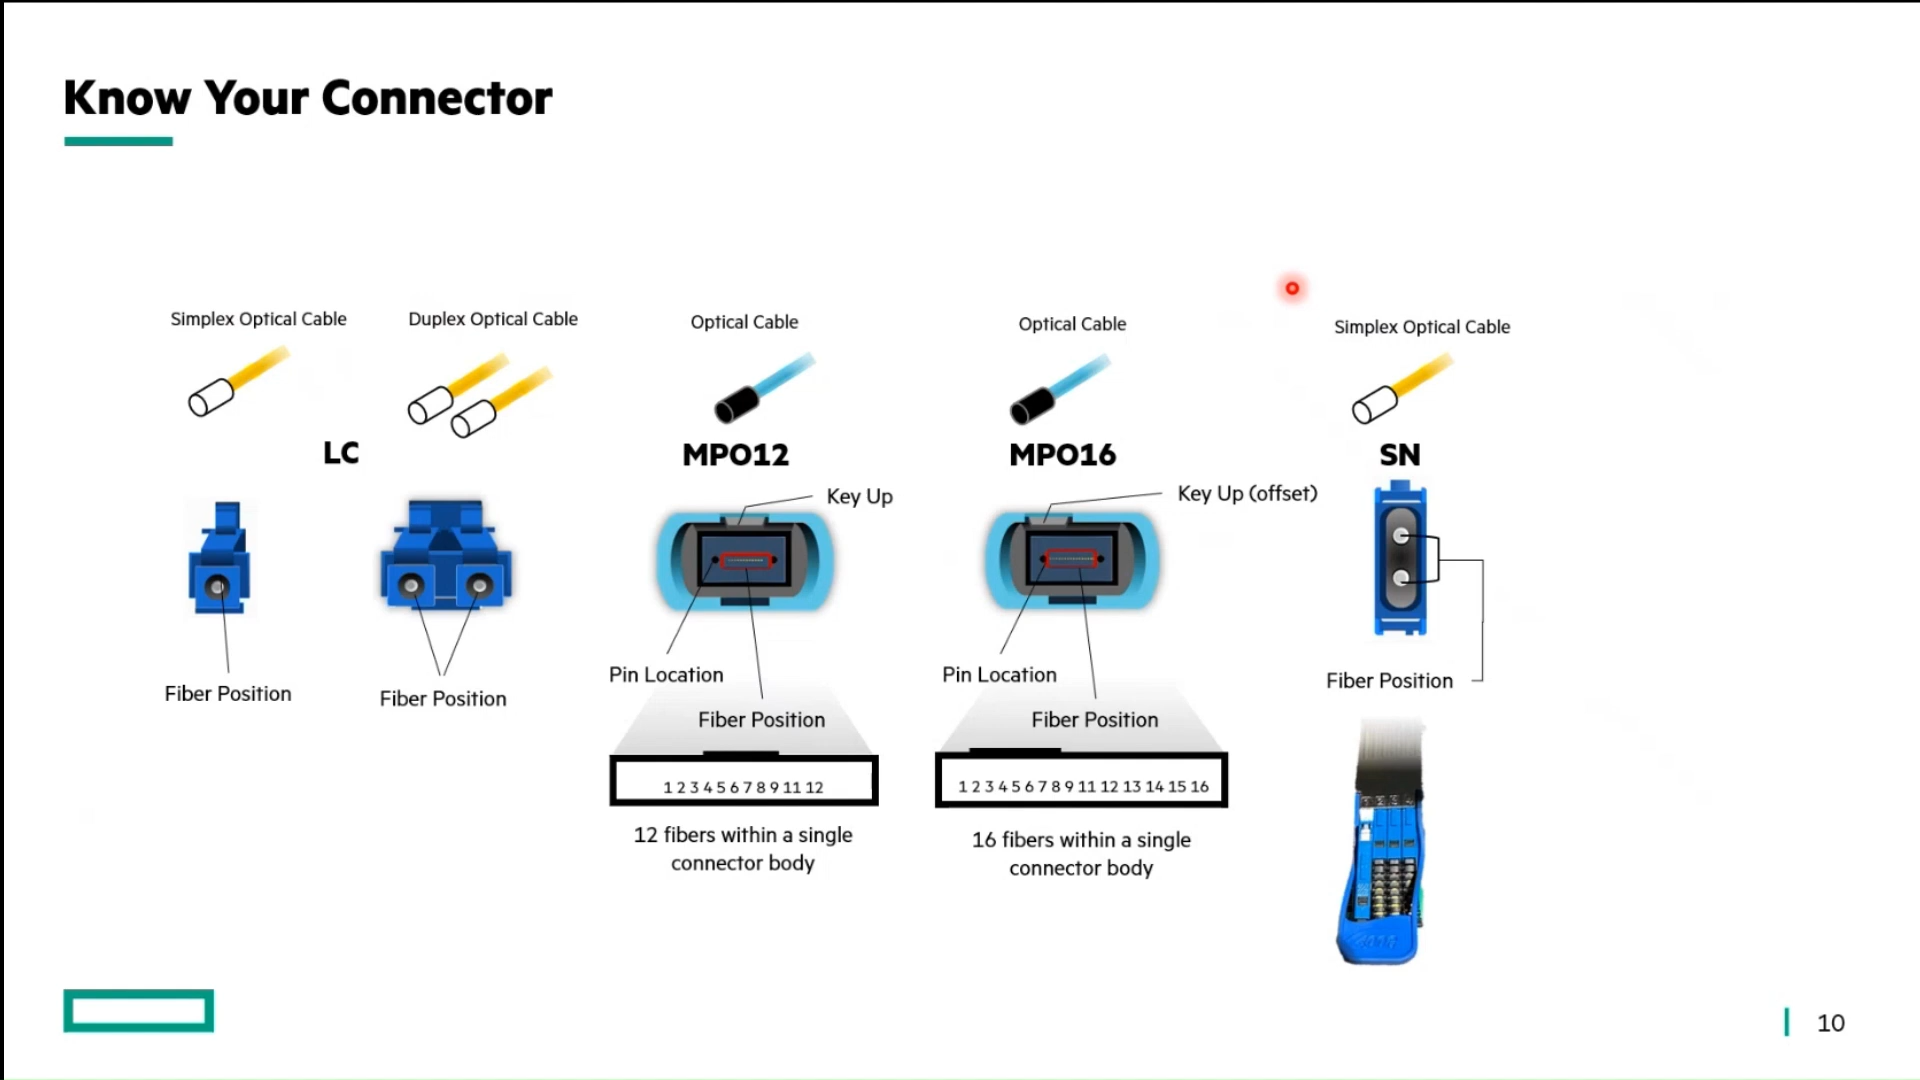 Know Your Connector
Simplex Optical Cable
Duplex Optical Cable
Optical Cable
Optical Cable
Simplex Optical Cable
LC
MPO12
MPO16
SN
Key Up
Key Up (offset)
Fiber Position
Fiber Position
Pin Location
Fiber Position
Pin Location
Fiber Position
Fiber Position
1 2 3 4 5 6 7 8 9 11 12
1 2 3 4 5 6 7 8 9 11 12 13 14 15 16
12 fibers within a single
connector body
16 fibers within a single
connector body
10